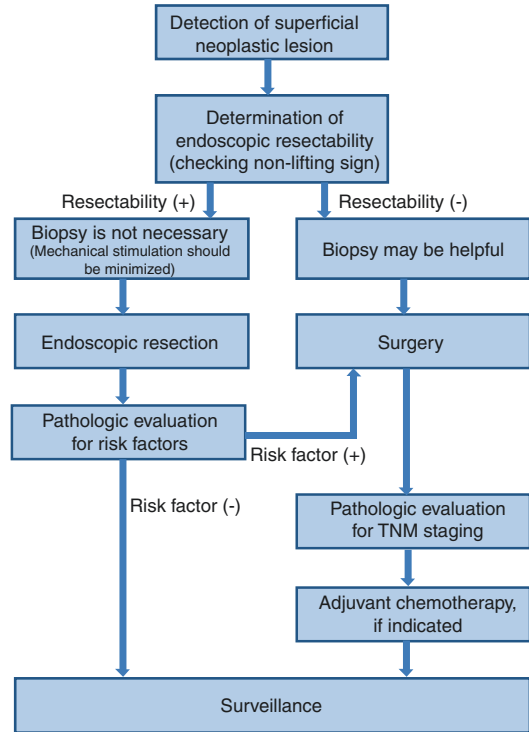 Detection of superficial
neoplastic lesion
Determination of
endoscopic resectability
(checking non-lifting sign)
Resectability (+)
Resectability (-)
Biopsy is not necessary
(Mechanical stimulation should
be minimized)
Biopsy may be helpful
Endoscopic resection
Surgery
Pathologic evaluation
for risk factors
Risk factor (+)
Risk factor (-)
Pathologic evaluation
for TNM staging
Adjuvant chemotherapy,
if indicated
Surveillance